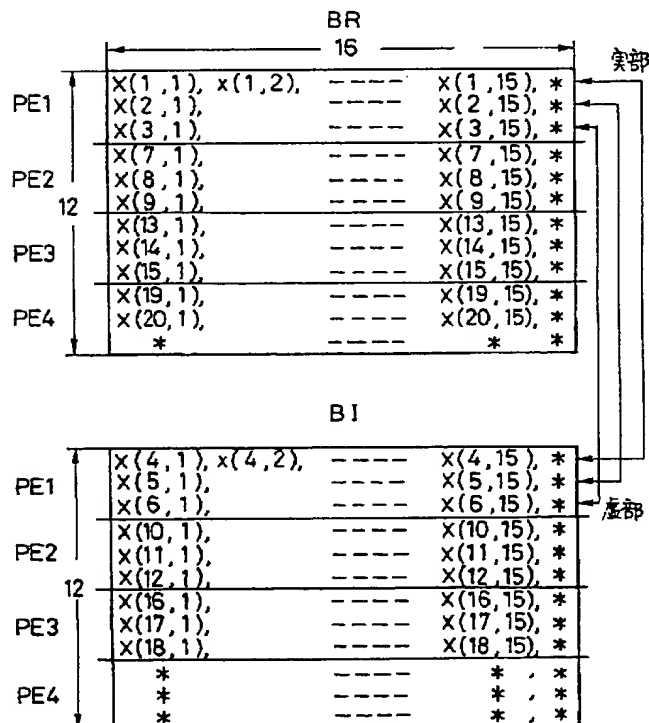 BR
16
実部
PE1
x(1,1), x(1,2), ---- x(1,15), *
x(2,1), ---- x(2,15), *
x(3,1), ---- x(3,15), *
PE2
x(7,1), ---- x(7,15), *
x(8,1), ---- x(8,15), *
x(9,1), ---- x(9,15), *
12
PE3
x(13,1), ---- x(13,15), *
x(14,1), ---- x(14,15), *
x(15,1), ---- x(15,15), *
PE4
x(19,1), ---- x(19,15), *
x(20,1), ---- x(20,15), *
* ---- * *
BI
PE1
x(4,1), x(4,2), ---- x(4,15), *
x(5,1), ---- x(5,15), *
x(6,1), ---- x(6,15), *
虚部
PE2
x(10,1), ---- x(10,15), *
x(11,1), ---- x(11,15), *
x(12,1), ---- x(12,15), *
12
PE3
x(16,1), ---- x(16,15), *
x(17,1), ---- x(17,15), *
x(18,1), ---- x(18,15), *
PE4
* ---- * , *
* ---- * , *
* ---- * , *